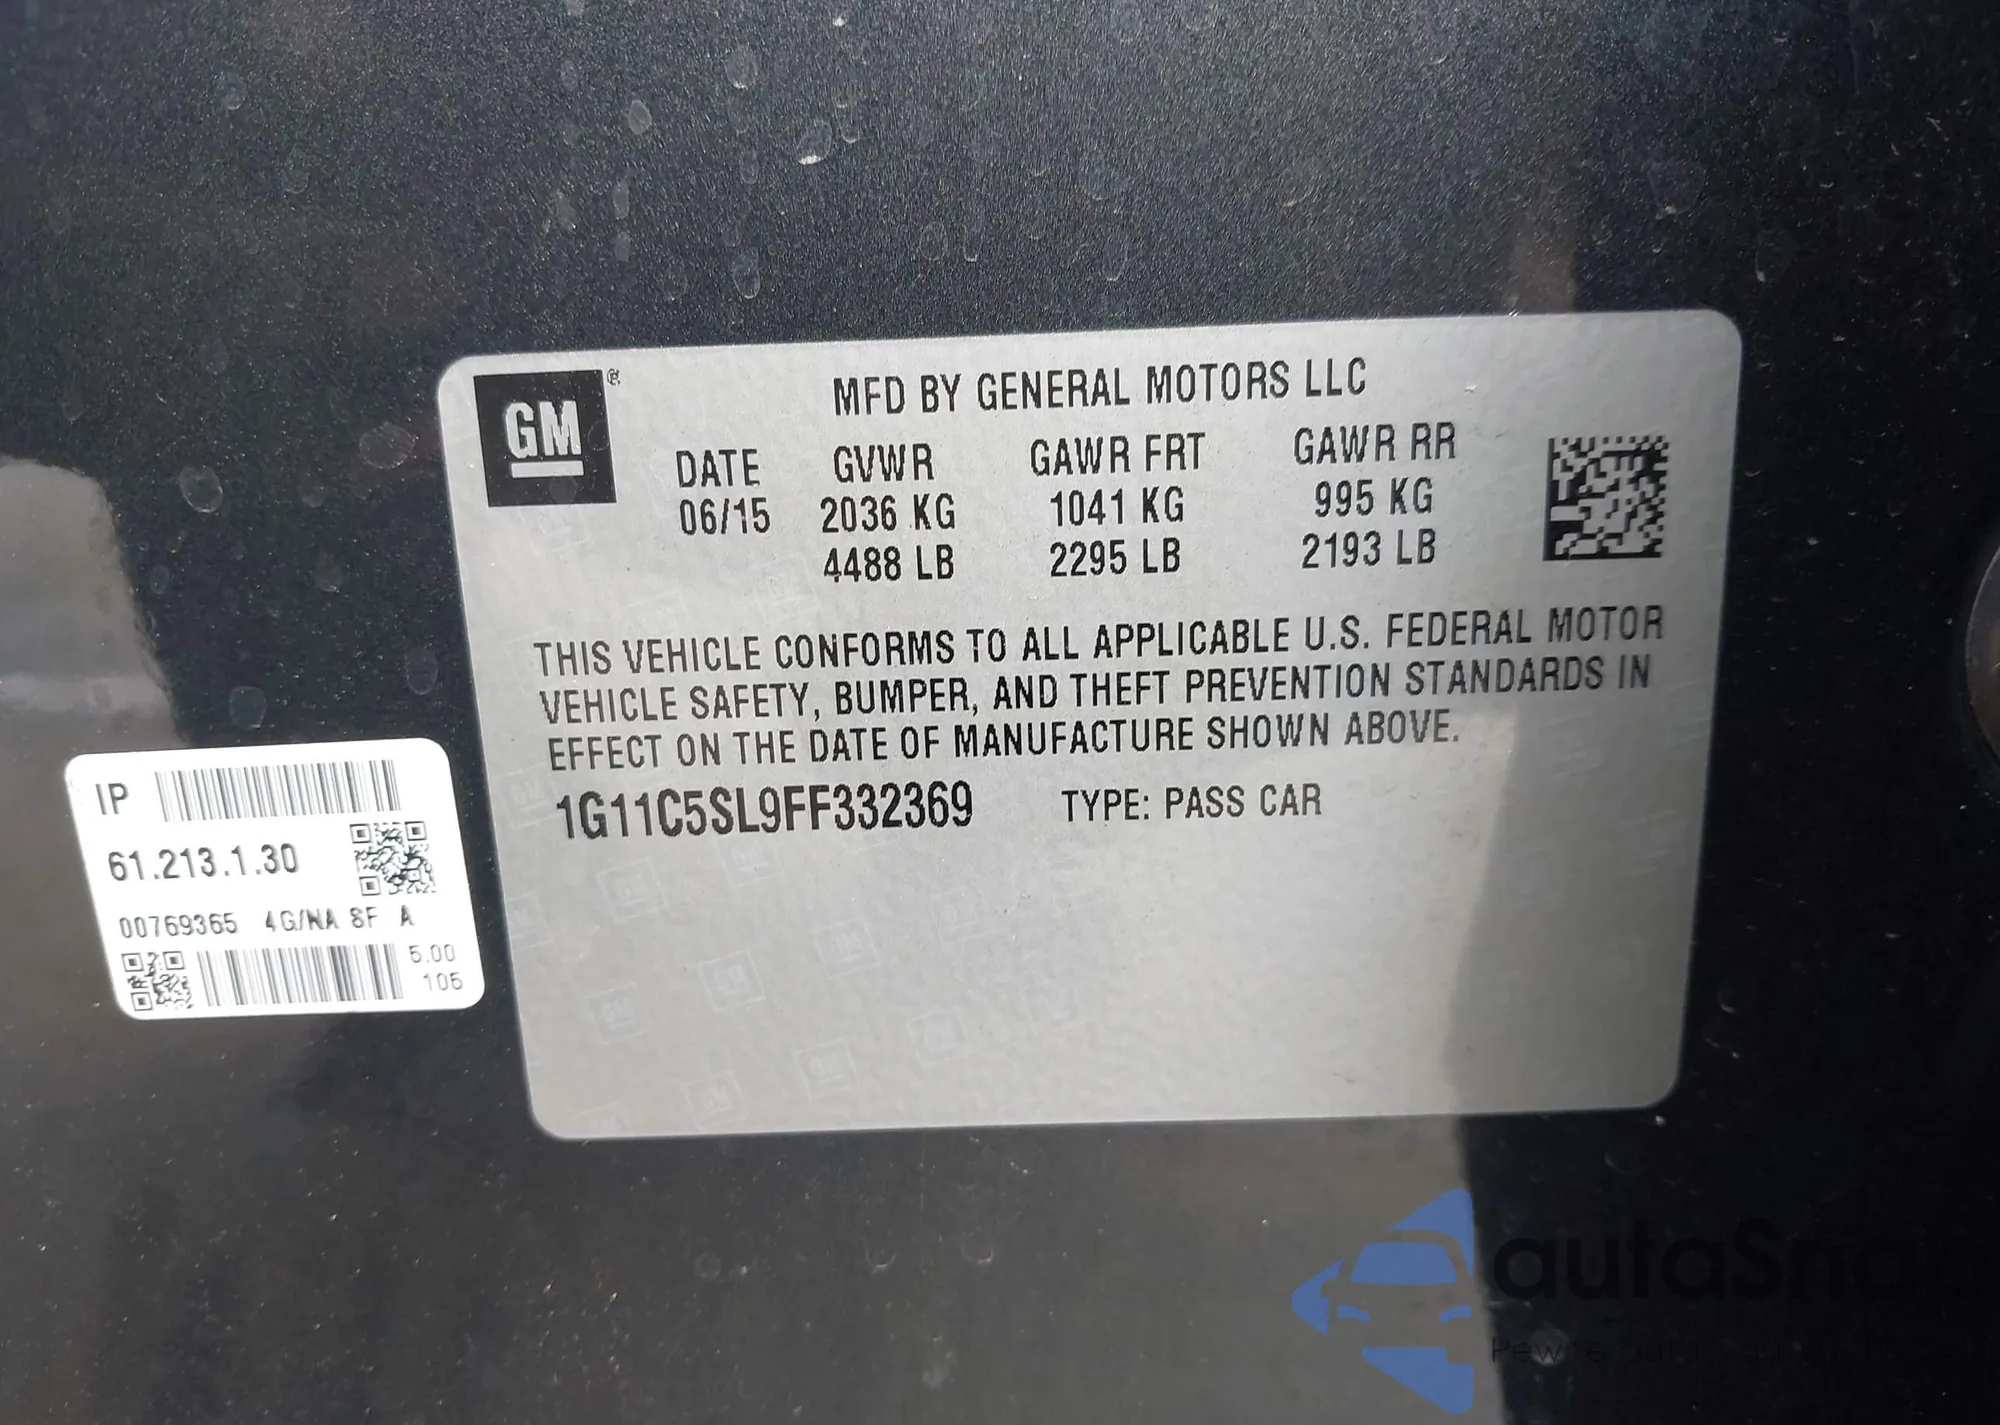 GM ®
MFD BY GENERAL MOTORS LLC
DATE GVWR GAWR FRT GAWR RR
06/15 2036 KG 1041 KG 995 KG
4488 LB 2295 LB 2193 LB
THIS VEHICLE CONFORMS TO ALL APPLICABLE U.S. FEDERAL MOTOR
VEHICLE SAFETY, BUMPER, AND THEFT PREVENTION STANDARDS IN
EFFECT ON THE DATE OF MANUFACTURE SHOWN ABOVE.
1G11C5SL9FF332369 TYPE: PASS CAR
IP
61.213.1.30
00769365 4G/NA 8F A
5.00
105
autaSnap